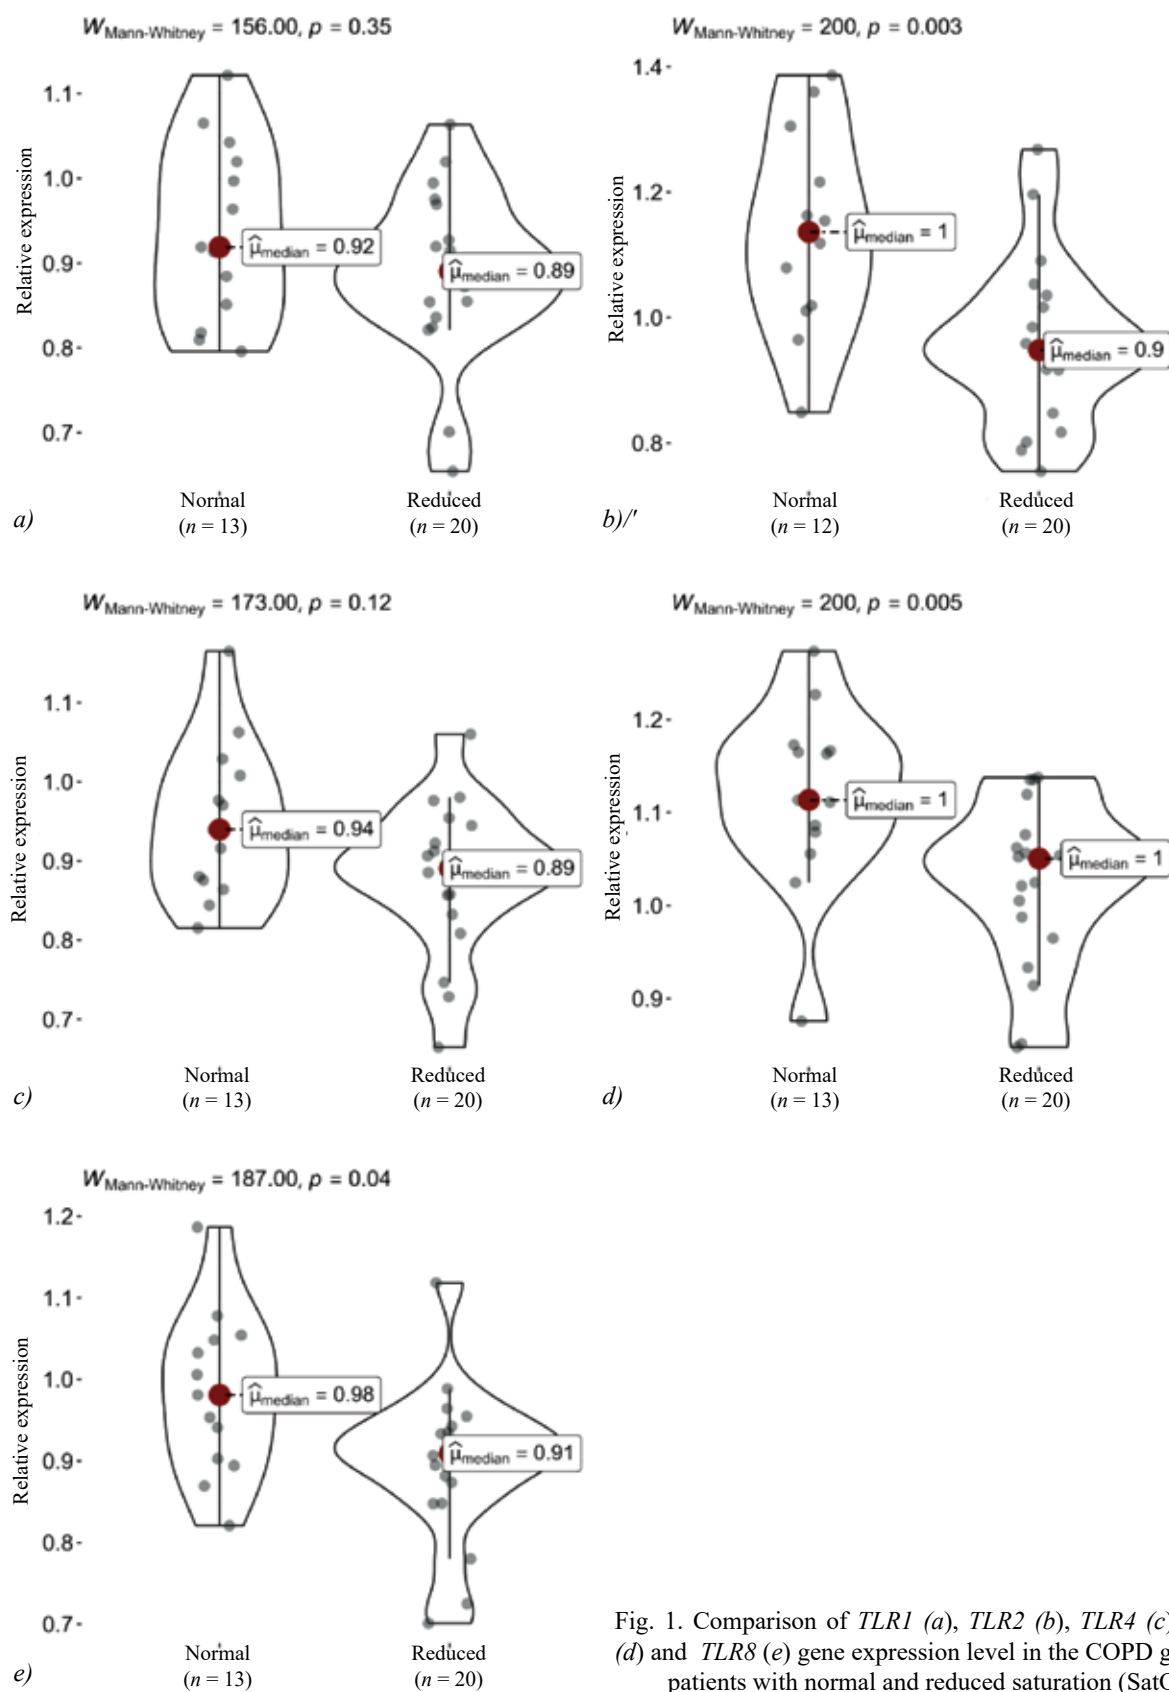 W Mann-Whitney = 156.00, p = 0.35
Relative expression
1.1
1.0
0.9
0.8
0.7
μ̂ median = 0.92
μ̂ median = 0.89
Normal
(n = 13)
Reduced
(n = 20)
a)
W Mann-Whitney = 200, p = 0.003
Relative expression
1.4
1.2
1.0
0.8
μ̂ median = 1
μ̂ median = 0.9
Normal
(n = 12)
Reduced
(n = 20)
b)/'
W Mann-Whitney = 173.00, p = 0.12
Relative expression
1.1
1.0
0.9
0.8
0.7
μ̂ median = 0.94
μ̂ median = 0.89
Normal
(n = 13)
Reduced
(n = 20)
c)
W Mann-Whitney = 200, p = 0.005
Relative expression
1.2
1.1
1.0
0.9
μ̂ median = 1
μ̂ median = 1
Normal
(n = 13)
Reduced
(n = 20)
d)
W Mann-Whitney = 187.00, p = 0.04
Relative expression
1.2
1.1
1.0
0.9
0.8
0.7
μ̂ median = 0.98
μ̂ median = 0.91
Normal
(n = 13)
Reduced
(n = 20)
e)
Fig. 1. Comparison of TLR1 (a), TLR2 (b), TLR4 (c)
(d) and TLR8 (e) gene expression level in the COPD g
patients with normal and reduced saturation (SatO